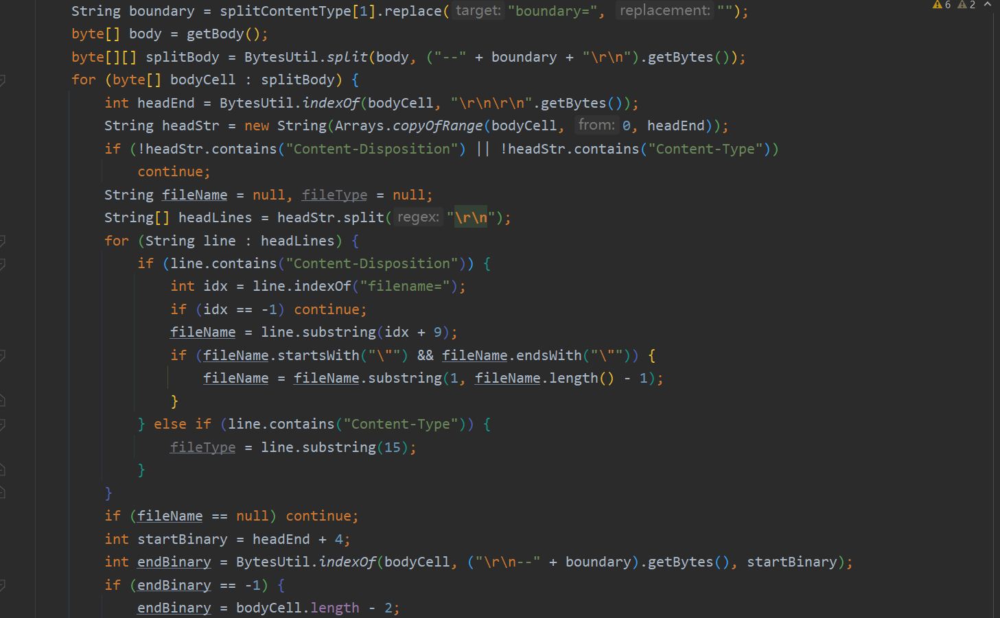 String boundary = splitContentType[1].replace( target: "boundary=", replacement: "");
6 2
byte[] body = getBody();
byte[][] splitBody = BytesUtil.split(body, ("--" + boundary + "\r\n").getBytes());
for (byte[] bodyCell : splitBody) {
int headEnd = BytesUtil.indexOf(bodyCell, "\r\n\r\n".getBytes());
String headStr = new String(Arrays.copyOfRange(bodyCell, from: 0, headEnd));
if (!headStr.contains("Content-Disposition") || !headStr.contains("Content-Type"))
continue;
String fileName = null, fileType = null;
String[] headLines = headStr.split( regex: "\r\n");
for (String line : headLines) {
if (line.contains("Content-Disposition")) {
int idx = line.indexOf("filename=");
if (idx == -1) continue;
fileName = line.substring(idx + 9);
if (fileName.startsWith("\"") && fileName.endsWith("\"")) {
fileName = fileName.substring(1, fileName.length() - 1);
}
} else if (line.contains("Content-Type")) {
fileType = line.substring(15);
}
}
if (fileName == null) continue;
int startBinary = headEnd + 4;
int endBinary = BytesUtil.indexOf(bodyCell, ("\r\n--" + boundary).getBytes(), startBinary);
if (endBinary == -1) {
endBinary = bodyCell.length - 2;